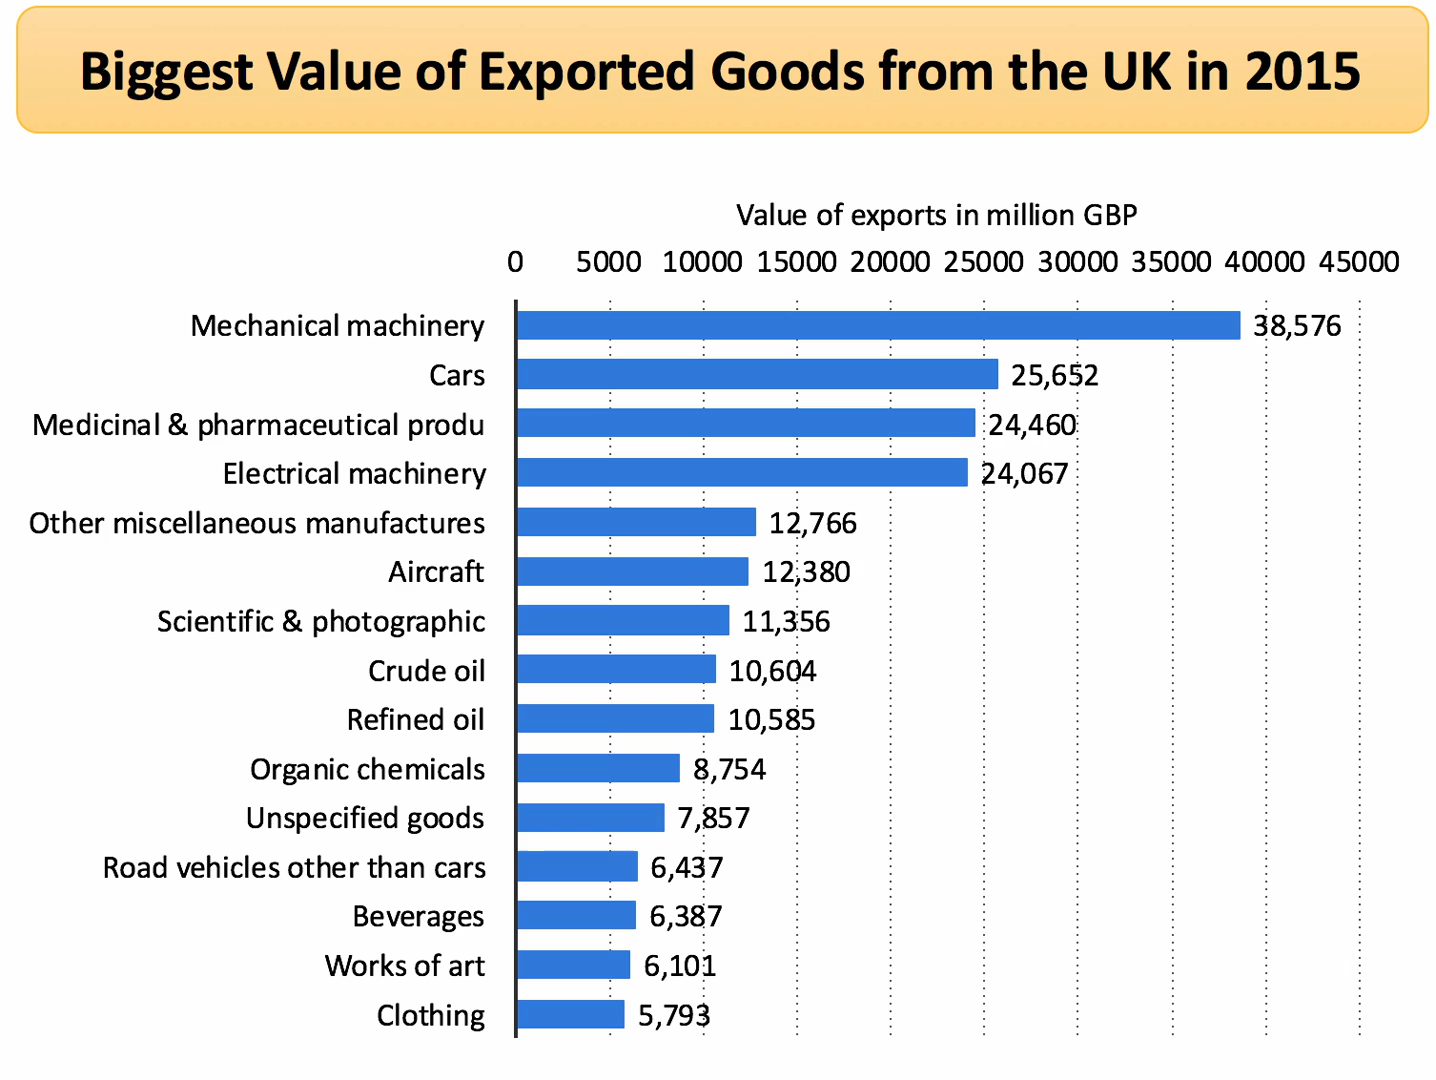 Biggest Value of Exported Goods from the UK in 2015
Value of exports in million GBP
0 5000 10000 15000 20000 25000 30000 35000 40000 45000
Mechanical machinery 38,576
Cars 25,652
Medicinal & pharmaceutical produ 24,460
Electrical machinery 24,067
Other miscellaneous manufactures 12,766
Aircraft 12,380
Scientific & photographic 11,356
Crude oil 10,604
Refined oil 10,585
Organic chemicals 8,754
Unspecified goods 7,857
Road vehicles other than cars 6,437
Beverages 6,387
Works of art 6,101
Clothing 5,793